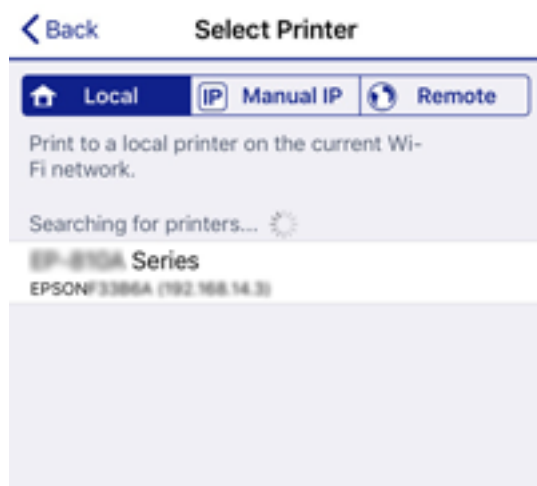 Back
Select Printer
Local
IP Manual IP
Remote
Print to a local printer on the current Wi-
Fi network.
Searching for printers...
Series
EPSON